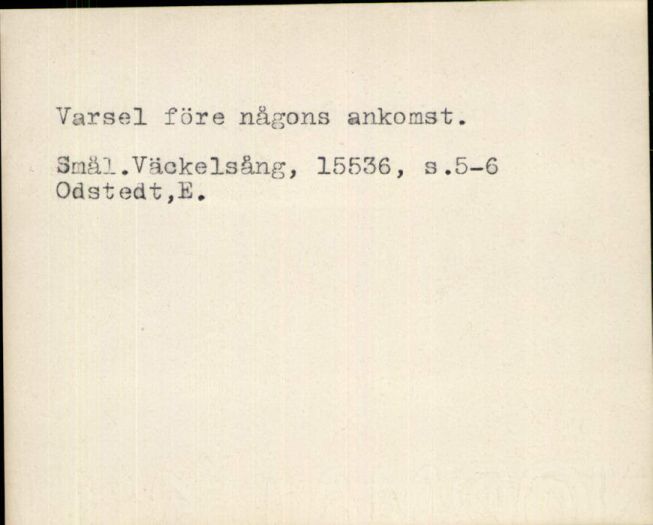 Varsel före någons ankomst.
Smål.Väckelsång, 15536, s.5-6
Odstedt,E.